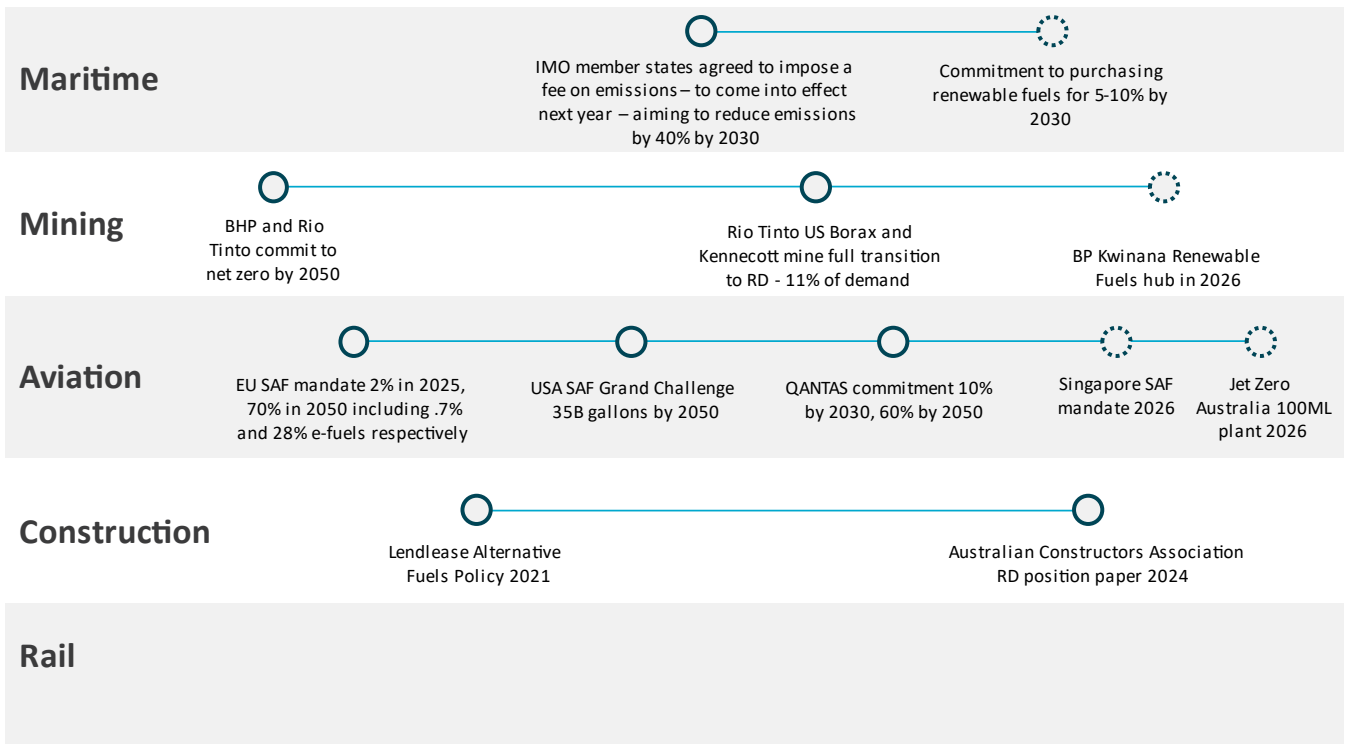 Maritime
IMO member states agreed to impose a
fee on emissions – to come into effect
next year – aiming to reduce emissions
by 40% by 2030
Commitment to purchasing
renewable fuels for 5-10% by
2030
Mining
BHP and Rio
Tinto commit to
net zero by 2050
Rio Tinto US Borax and
Kennecott mine full transition
to RD - 11% of demand
BP Kwinana Renewable
Fuels hub in 2026
Aviation
EU SAF mandate 2% in 2025,
70% in 2050 including .7%
and 28% e-fuels respectively
USA SAF Grand Challenge
35B gallons by 2050
QANTAS commitment 10%
by 2030, 60% by 2050
Singapore SAF
mandate 2026
Jet Zero
Australia 100ML
plant 2026
Construction
Lendlease Alternative
Fuels Policy 2021
Australian Constructors Association
RD position paper 2024
Rail